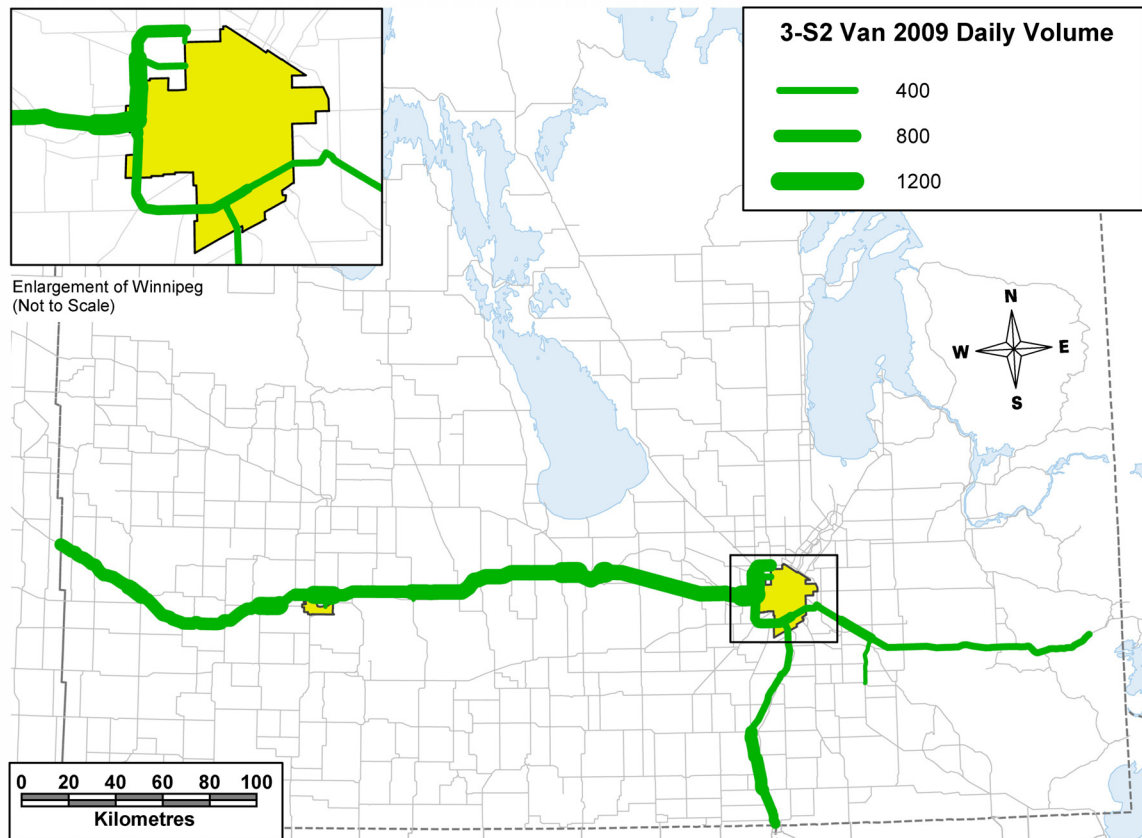 3-S2 Van 2009 Daily Volume
400
800
1200
Enlargement of Winnipeg
(Not to Scale)
N
W E
S
0 20 40 60 80 100
Kilometres